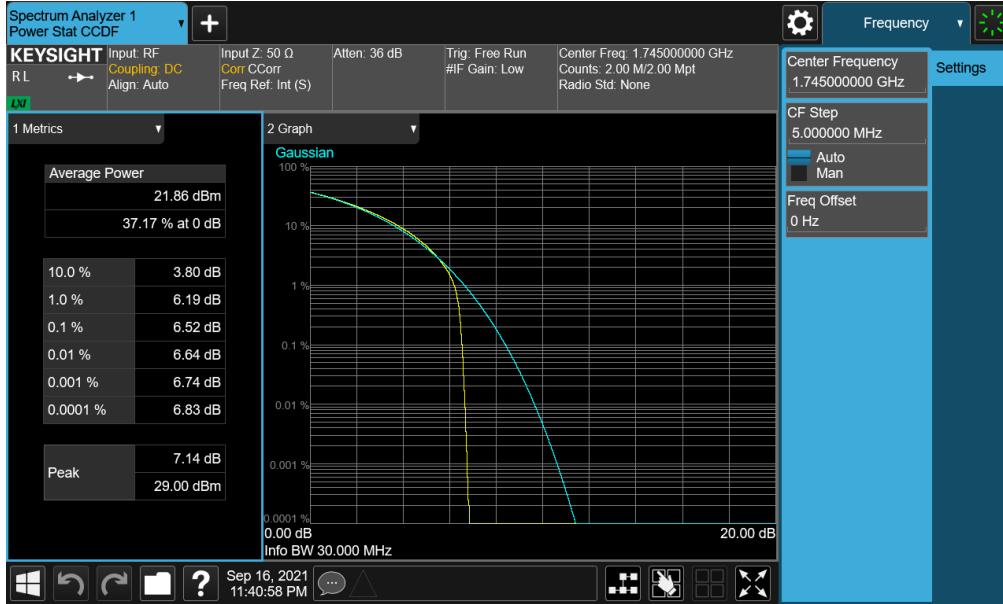 Spectrum Analyzer 1
Power Stat CCDF
+
Frequency
KEYSIGHT
RL
LXI
Input: RF
Coupling: DC
Align: Auto
Input Z: 50 Ω
Corr CCorr
Freq Ref: Int (S)
Atten: 36 dB
Trig: Free Run
#IF Gain: Low
Center Freq: 1.745000000 GHz
Counts: 2.00 M/2.00 Mpt
Radio Std: None
Center Frequency
1.745000000 GHz
Settings
CF Step
5.000000 MHz
Auto
Man
Freq Offset
0 Hz
1 Metrics
Average Power
21.86 dBm
37.17 % at 0 dB
10.0 % 3.80 dB
1.0 % 6.19 dB
0.1 % 6.52 dB
0.01 % 6.64 dB
0.001 % 6.74 dB
0.0001 % 6.83 dB
Peak
7.14 dB
29.00 dBm
2 Graph
Gaussian
100 %
10 %
1 %
0.1 %
0.01 %
0.001 %
0.0001 %
0.00 dB 20.00 dB
Info BW 30.000 MHz
?
Sep 16, 2021
11:40:58 PM